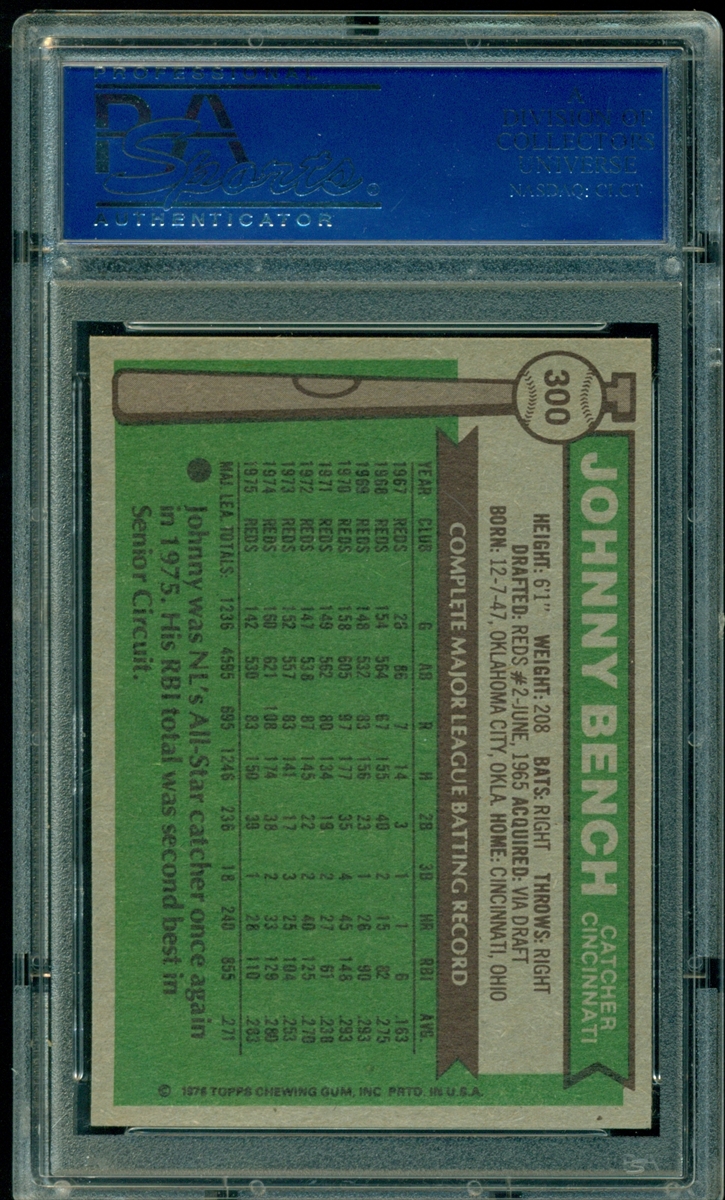 PROFESSIONAL
PSA
Sports ®
AUTHENTICATOR
A
DIVISION OF
COLLECTORS
UNIVERSE
NASDAQ: CLCT
300
JOHNNY BENCH
CATCHER
CINCINNATI
HEIGHT: 6'1" WEIGHT: 208 BATS: RIGHT THROWS: RIGHT
DRAFTED: REDS #2-JUNE, 1965 ACQUIRED: VIA DRAFT
BORN: 12-7-47, OKLAHOMA CITY, OKLA. HOME: CINCINNATI, OHIO
COMPLETE MAJOR LEAGUE BATTING RECORD
YEAR CLUB G AB R H 2B 3B HR RBI AVG.
1967 REDS 26 86 7 14 3 1 1 6 .163
1968 REDS 154 564 67 155 40 2 15 82 .275
1969 REDS 148 532 83 156 23 1 26 90 .293
1970 REDS 158 605 97 177 35 4 45 148 .293
1971 REDS 149 562 80 134 19 2 27 61 .238
1972 REDS 147 538 87 145 22 2 40 125 .270
1973 REDS 152 557 83 141 17 3 25 104 .253
1974 REDS 160 621 108 174 38 2 33 129 .280
1975 REDS 142 530 83 150 39 1 28 110 .283
MAJ. LEA. TOTALS: 1236 4595 695 1246 236 18 240 855 .271
Johnny was NL's All-Star catcher once again
in 1975. His RBI total was second best in
Senior Circuit.
© 1976 TOPPS CHEWING GUM, INC. PRTD. IN U.S.A.